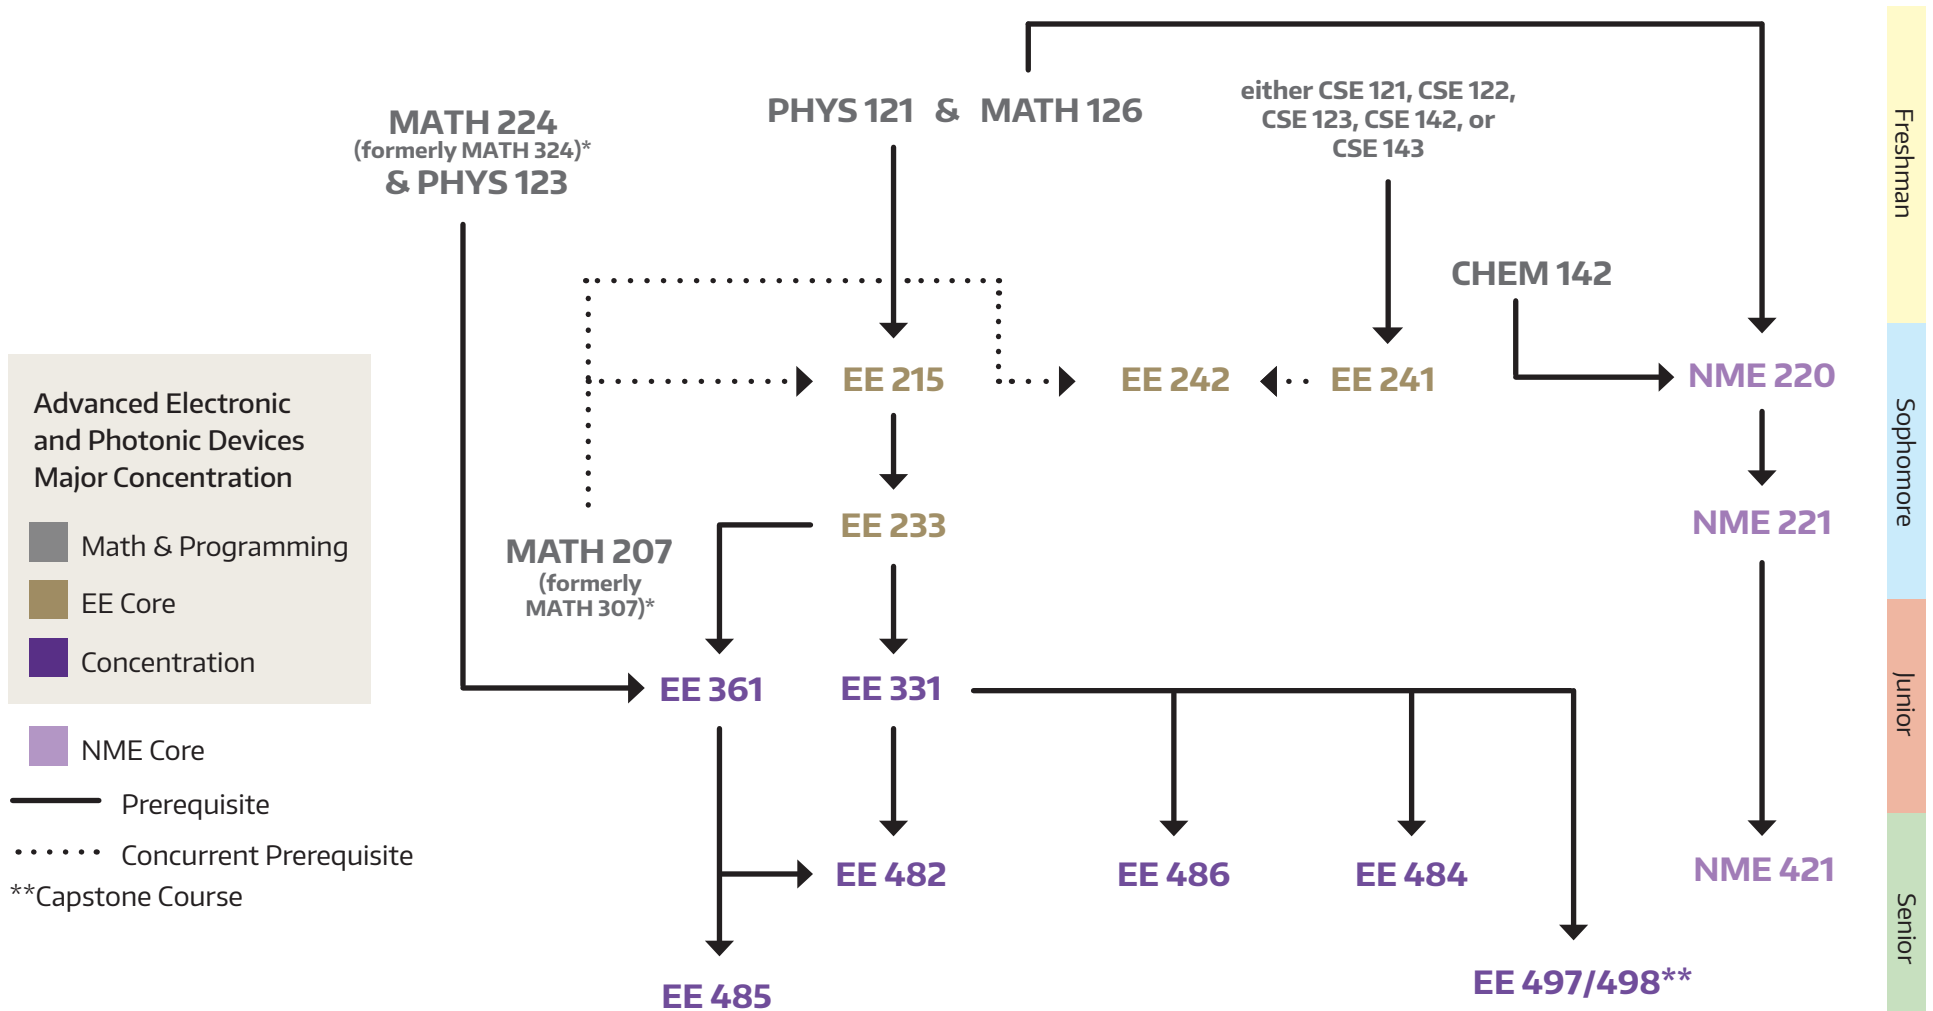 MATH 224
(formerly MATH 324)*
& PHYS 123
PHYS 121 & MATH 126
either CSE 121, CSE 122,
CSE 123, CSE 142, or
CSE 143
CHEM 142
EE 215
EE 242
EE 241
NME 220
EE 233
NME 221
MATH 207
(formerly
MATH 307)*
EE 361
EE 331
EE 482
EE 486
EE 484
NME 421
EE 485
EE 497/498**
Advanced Electronic
and Photonic Devices
Major Concentration
Math & Programming
EE Core
Concentration
NME Core
Prerequisite
Concurrent Prerequisite
**Capstone Course
Freshman
Sophomore
Junior
Senior